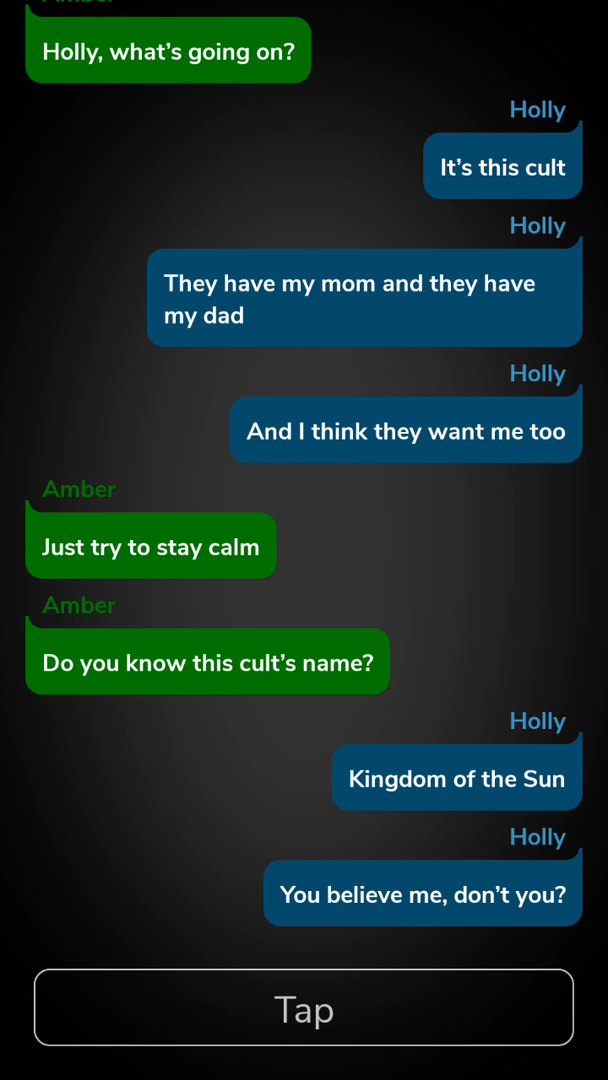 Amber
Holly, what's going on?
Holly
It's this cult
Holly
They have my mom and they have
my dad
Holly
And I think they want me too
Amber
Just try to stay calm
Amber
Do you know this cult's name?
Holly
Kingdom of the Sun
Holly
You believe me, don't you?
Tap